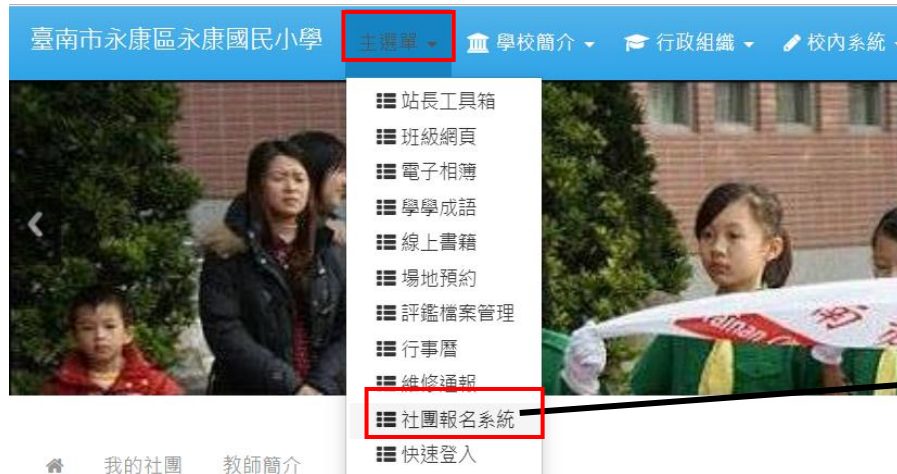 臺南市永康區永康國民小學 主選單 學校簡介 行政組織 校內系統
站長工具箱
班級網頁
電子相簿
學學成語
線上書籍
場地預約
評鑑檔案管理
行事曆
維修通報
社團報名系統
快速登入
我的社團 教師簡介
Tainan